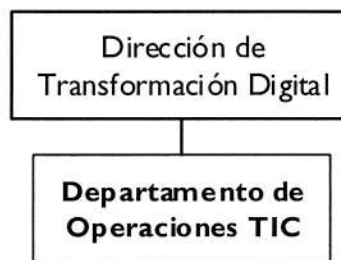 Dirección de
Transformación Digital
Departamento de
Operaciones TIC